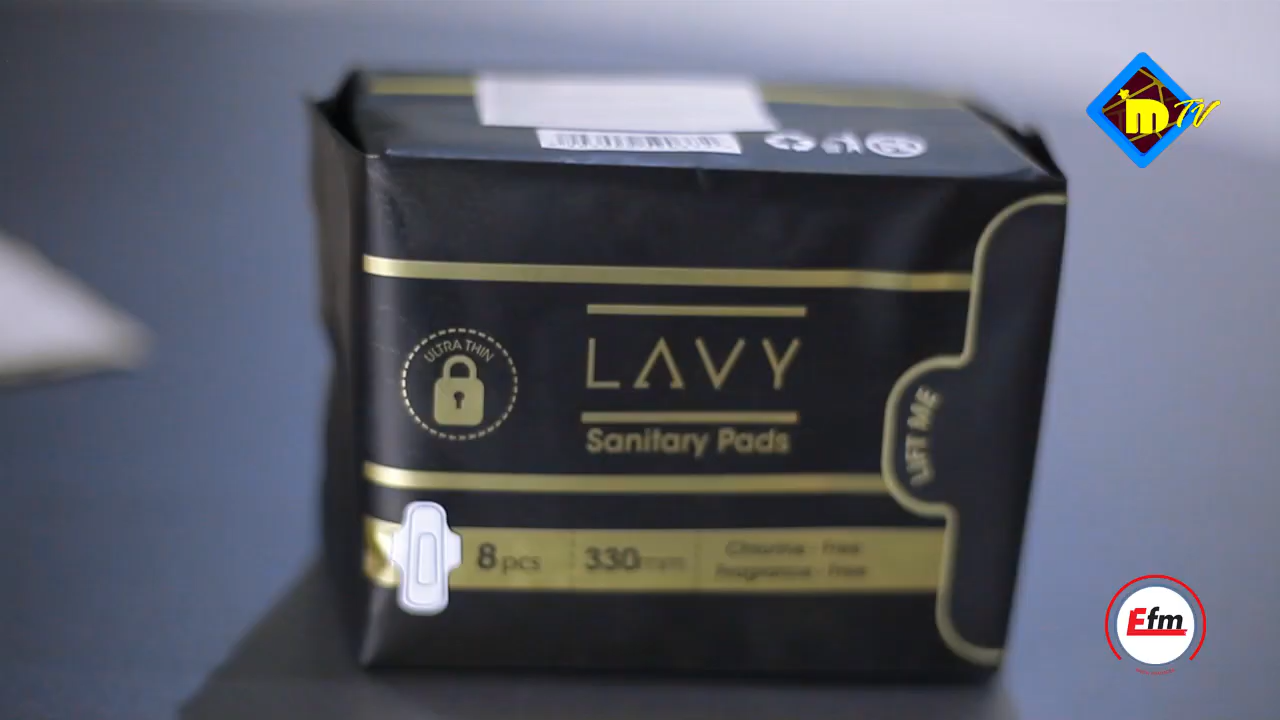 mTV
ULTRA THIN
LAVY
Sanitary Pads
LIFT ME
8 pcs
330mm
Chlorine - Free
Fragrance - Free
Efm